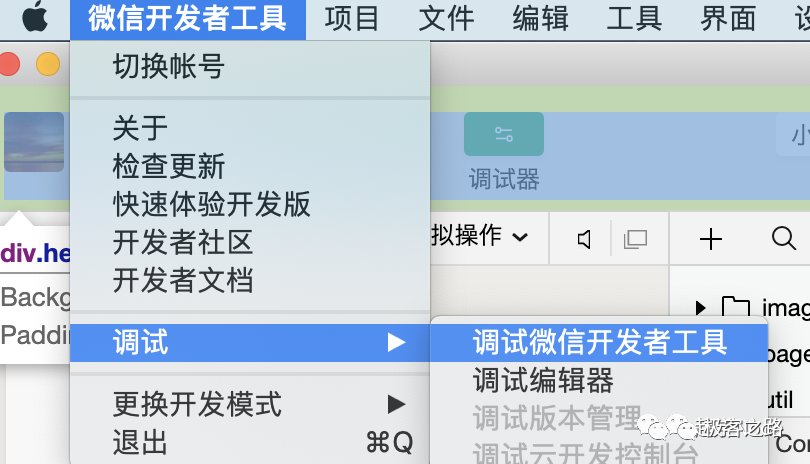 微信开发者工具 项目 文件 编辑 工具 界面
切换帐号
关于
检查更新
快速体验开发版
开发者社区
开发者文档
调试
更换开发模式
退出 ⌘Q
调试微信开发者工具
调试编辑器
调试版本管理
调试云开发控制台
调试器
小
拟操作
div.he
Backg
Paddi
imag
page
util
Con
极客之路